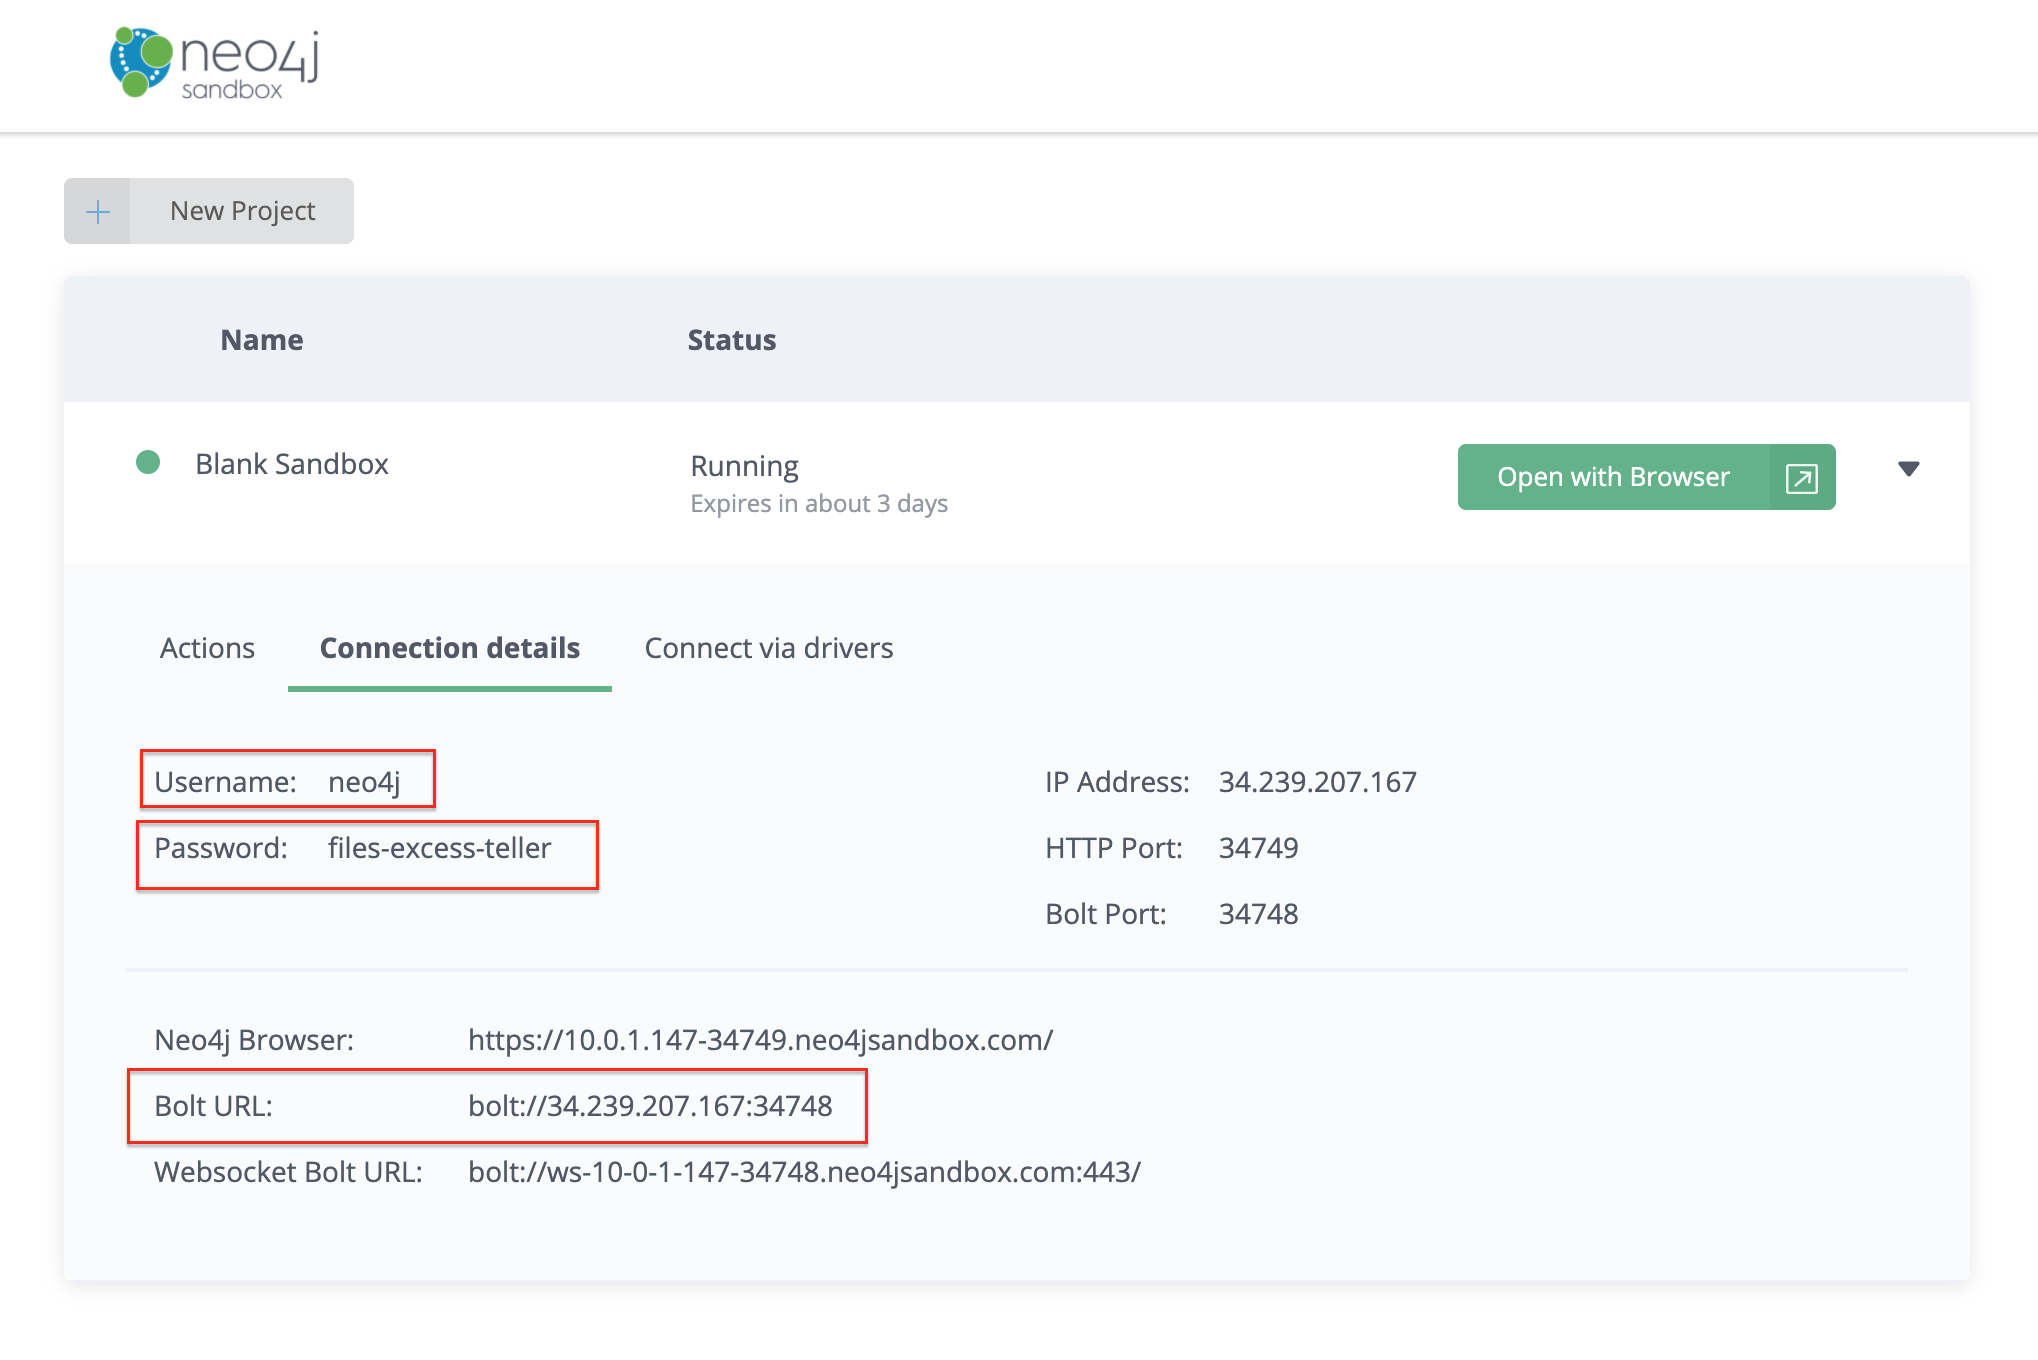 neo4j
sandbox
New Project
Name Status
Blank Sandbox Running Open with Browser
Expires in about 3 days
Actions Connection details Connect via drivers
Username: neo4j IP Address: 34.239.207.167
Password: files-excess-teller HTTP Port: 34749
Bolt Port: 34748
Neo4j Browser: https://10.0.1.147-34749.neo4jsandbox.com/
Bolt URL: bolt://34.239.207.167:34748
Websocket Bolt URL: bolt://ws-10-0-1-147-34748.neo4jsandbox.com:443/